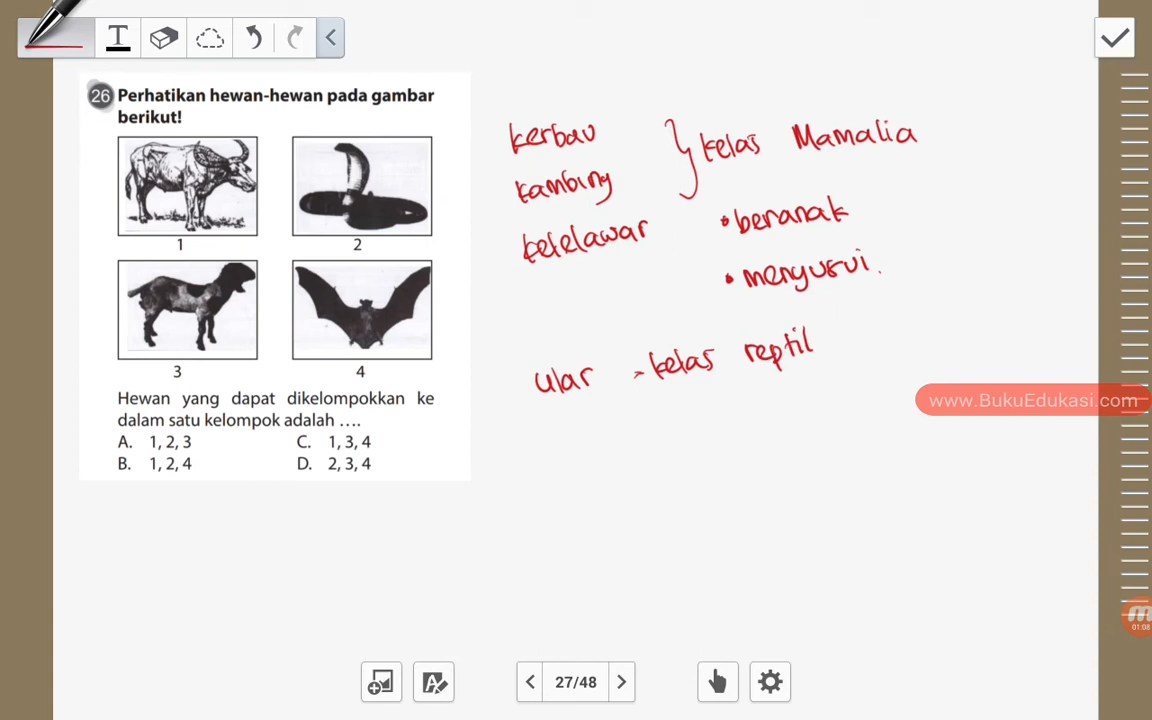 T
26 Perhatikan hewan-hewan pada gambar
berikut!
1
2
3
4
Hewan yang dapat dikelompokkan ke
dalam satu kelompok adalah ....
A. 1, 2, 3
C. 1, 3, 4
B. 1, 2, 4
D. 2, 3, 4
kerbau
kambing
kelelawar
kelas Mamalia
• beranak
• menyusui.
ular - kelas reptil
www.BukuEdukasi.com
01:08
27/48